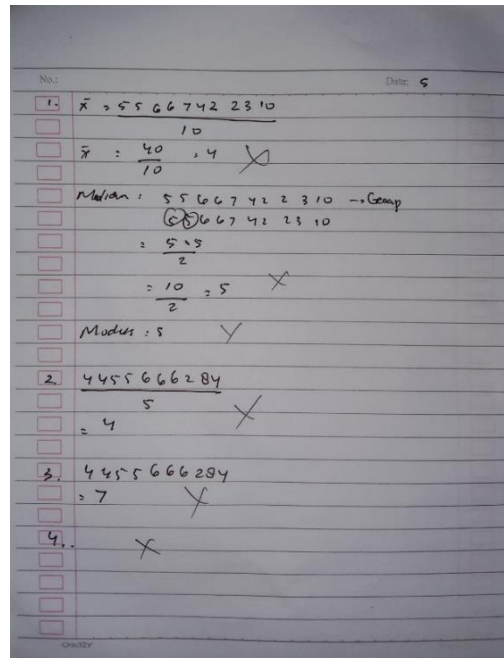 No.: Date: 5
1. x̄ = 5 5 6 6 7 4 2 2 3 10
10
x̄ = 40 = 4
10
Median : 5 5 6 6 7 4 2 2 3 10 → Genap
5 5 6 6 7 4 2 2 3 10
= 5 + 5
2
= 10 = 5
2
Modus : 5
2. 4 4 5 5 6 6 6 2 8 4
5
= 4
3. 4 4 5 5 6 6 6 2 8 4
= 7
4..